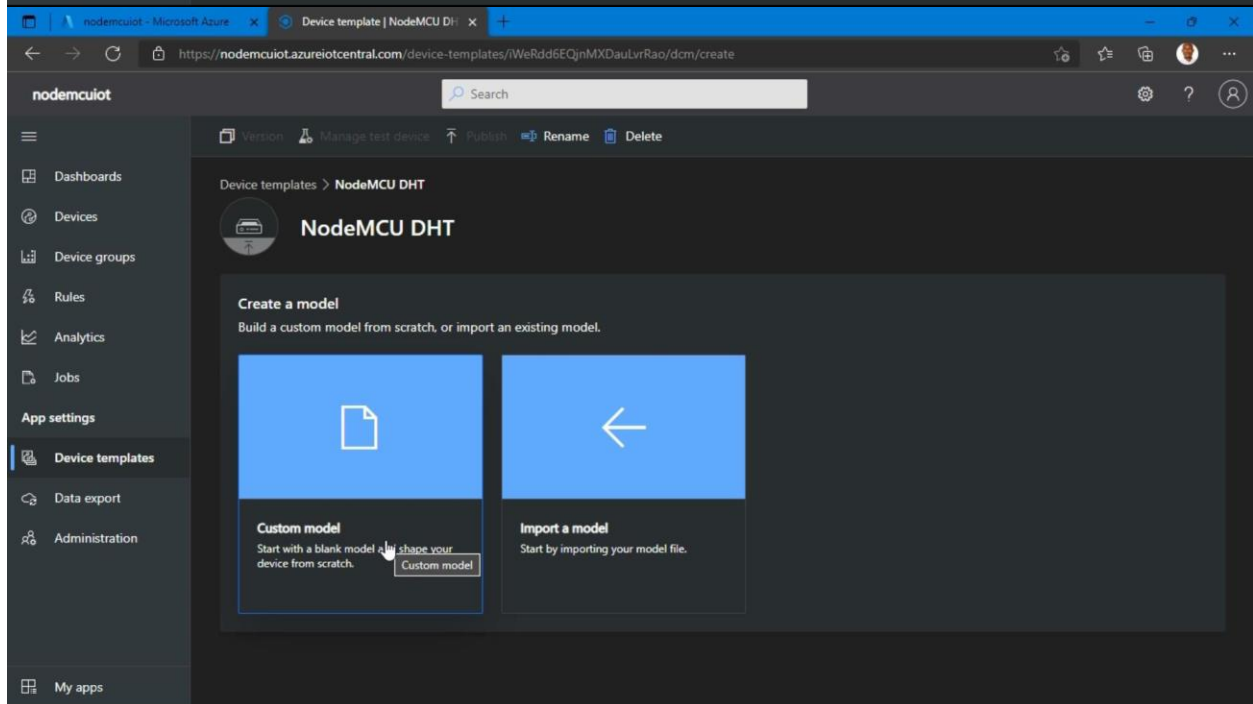 nodemcuiot - Microsoft Azure
Device template | NodeMCU DH
https://nodemcuiot.azureiotcentral.com/device-templates/iWeRdd6EQjnMXDauLvrRao/dcm/create
nodemcuiot
Search
Version Manage test device Publish Rename Delete
Dashboards
Devices
Device groups
Rules
Analytics
Jobs
App settings
Device templates
Data export
Administration
My apps
Device templates > NodeMCU DHT
NodeMCU DHT
Create a model
Build a custom model from scratch, or import an existing model.
Custom model
Start with a blank model shape your
device from scratch.
Custom model
Import a model
Start by importing your model file.